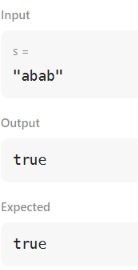 Input
s =
"abab"
Output
true
Expected
true